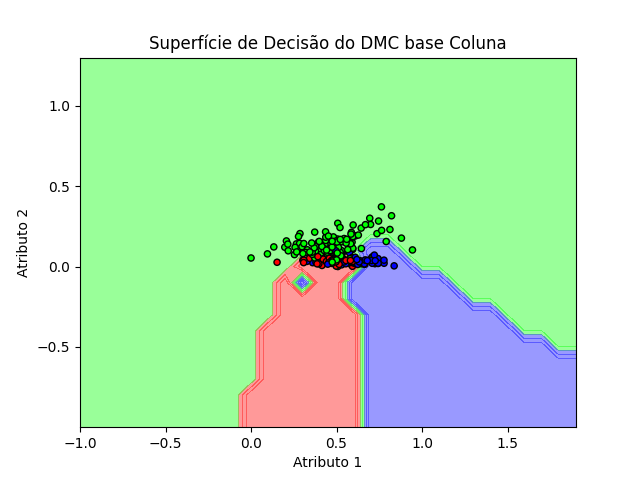 Superfície de Decisão do DMC base Coluna
1.0
0.5
0.0
−0.5
Atributo 2
−1.0 −0.5 0.0 0.5 1.0 1.5
Atributo 1